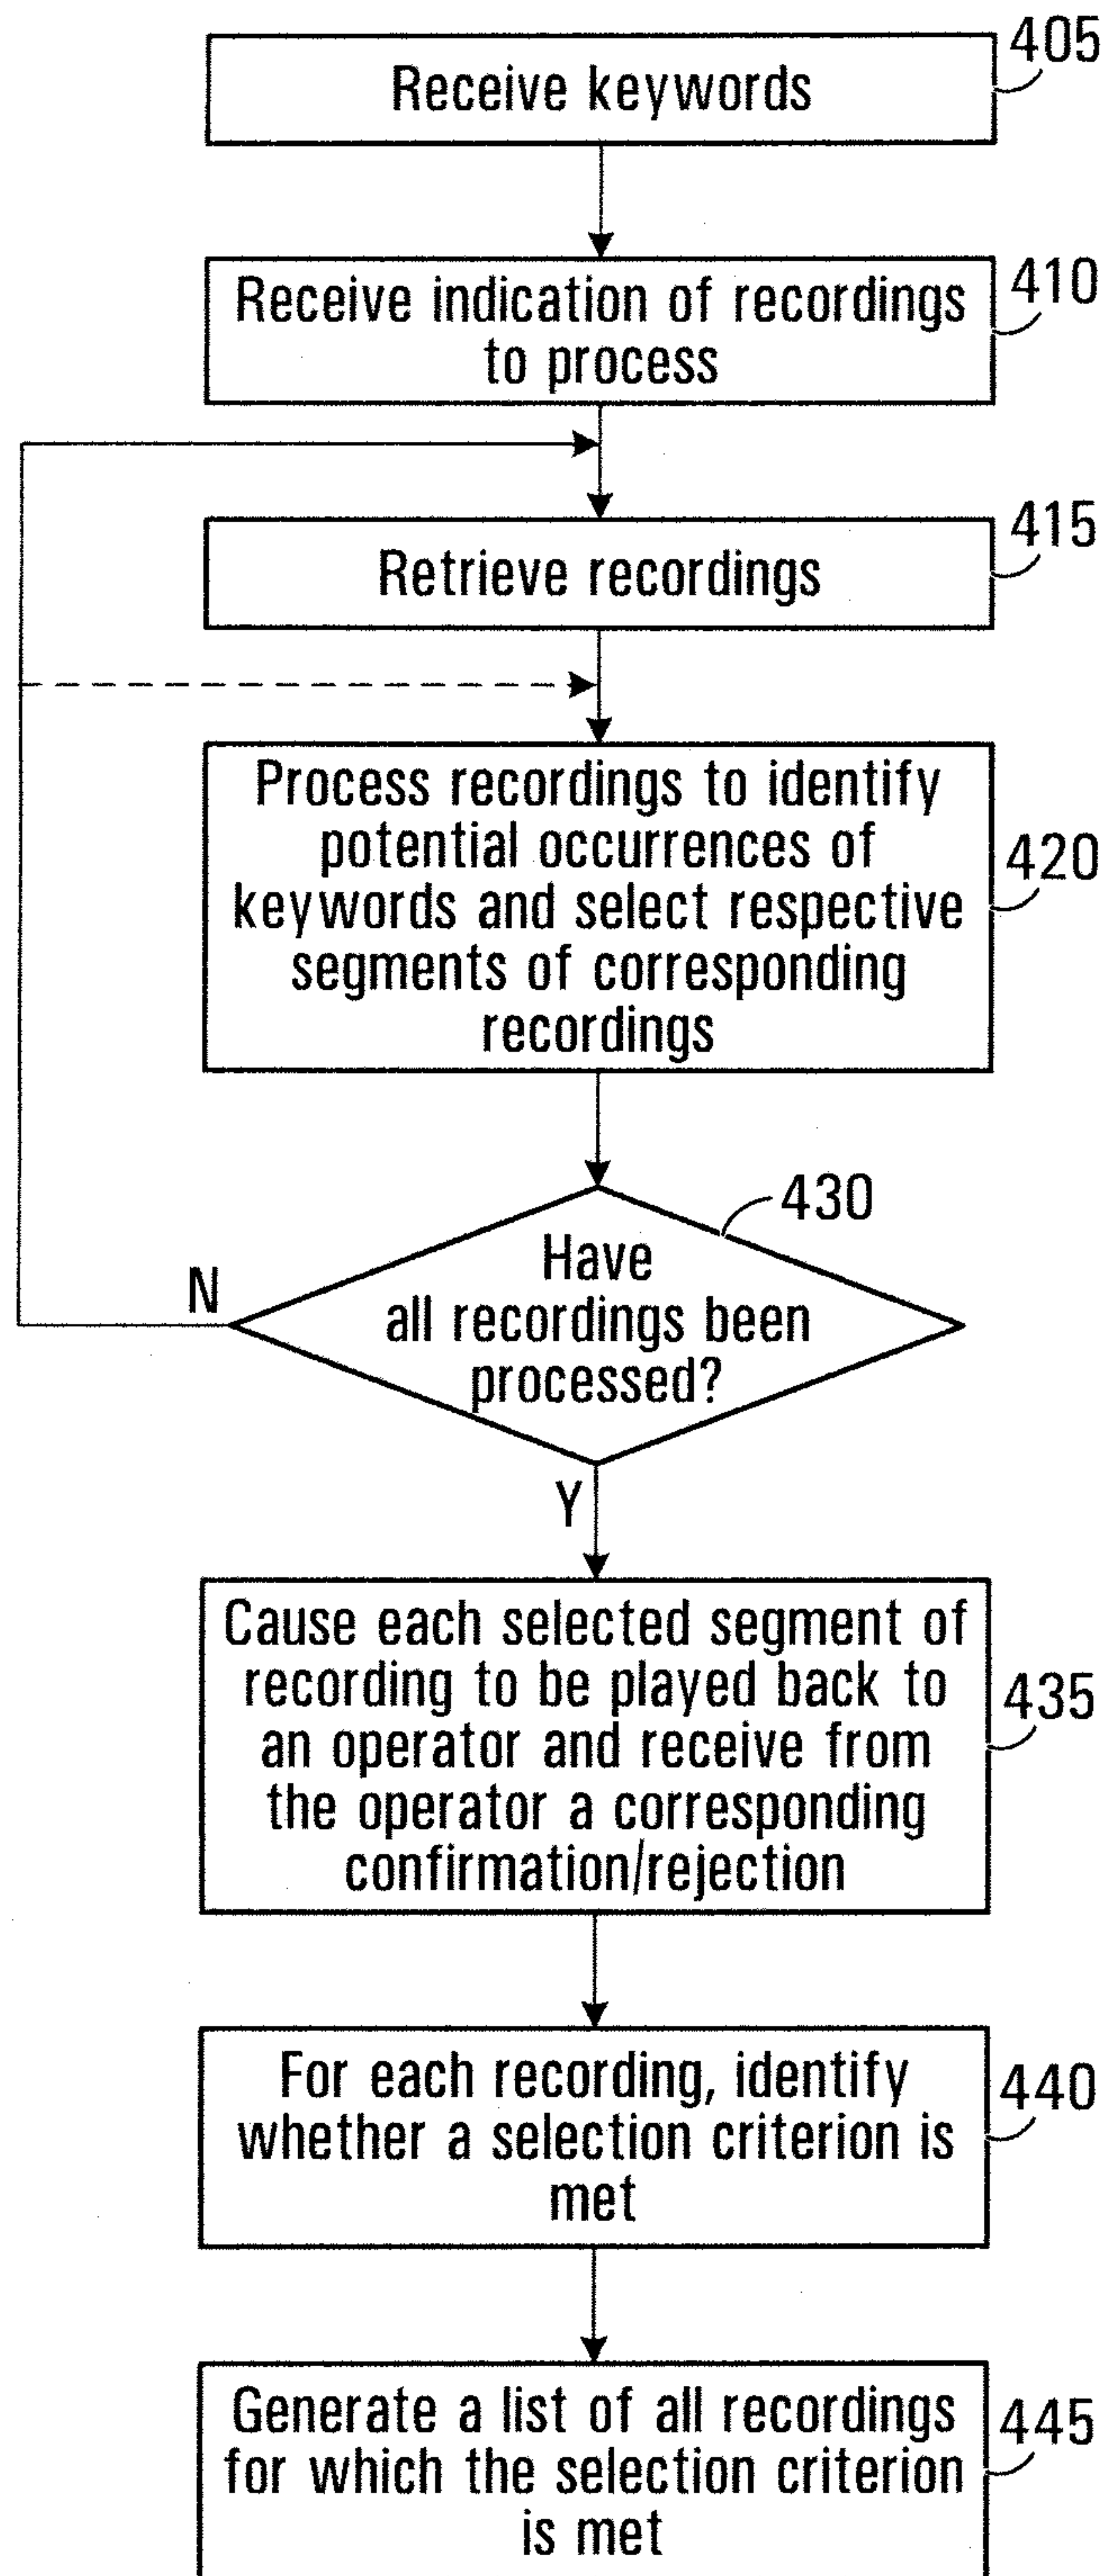 405
Receive keywords
410
Receive indication of recordings
to process
415
Retrieve recordings
420
Process recordings to identify
potential occurrences of
keywords and select respective
segments of corresponding
recordings
430
Have
all recordings been
processed?
N
Y
435
Cause each selected segment of
recording to be played back to
an operator and receive from
the operator a corresponding
confirmation/rejection
440
For each recording, identify
whether a selection criterion is
met
445
Generate a list of all recordings
for which the selection criterion
is met